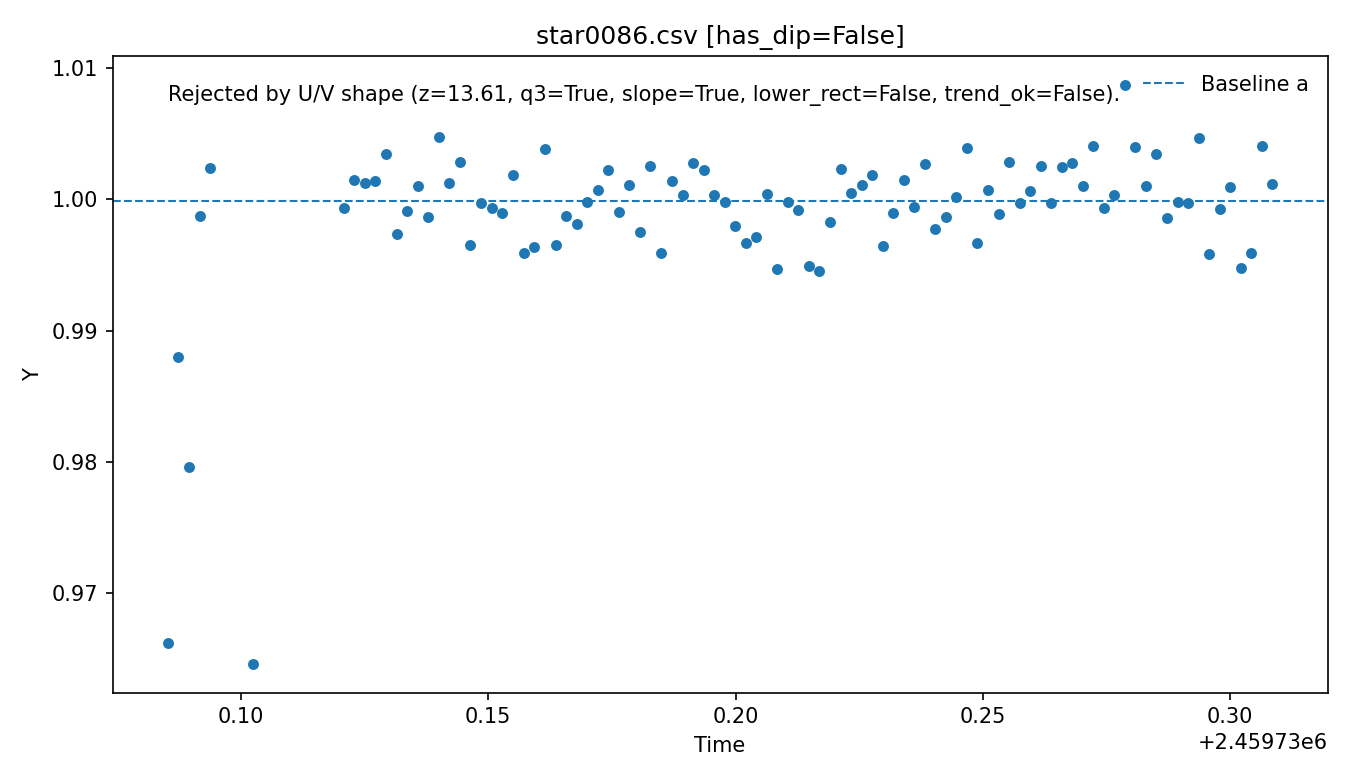 star0086.csv [has_dip=False]
Rejected by U/V shape (z=13.61, q3=True, slope=True, lower_rect=False, trend_ok=False).
Baseline a
1.01
1.00
0.99
0.98
0.97
Y
0.10 0.15 0.20 0.25 0.30
Time
+2.45973e6